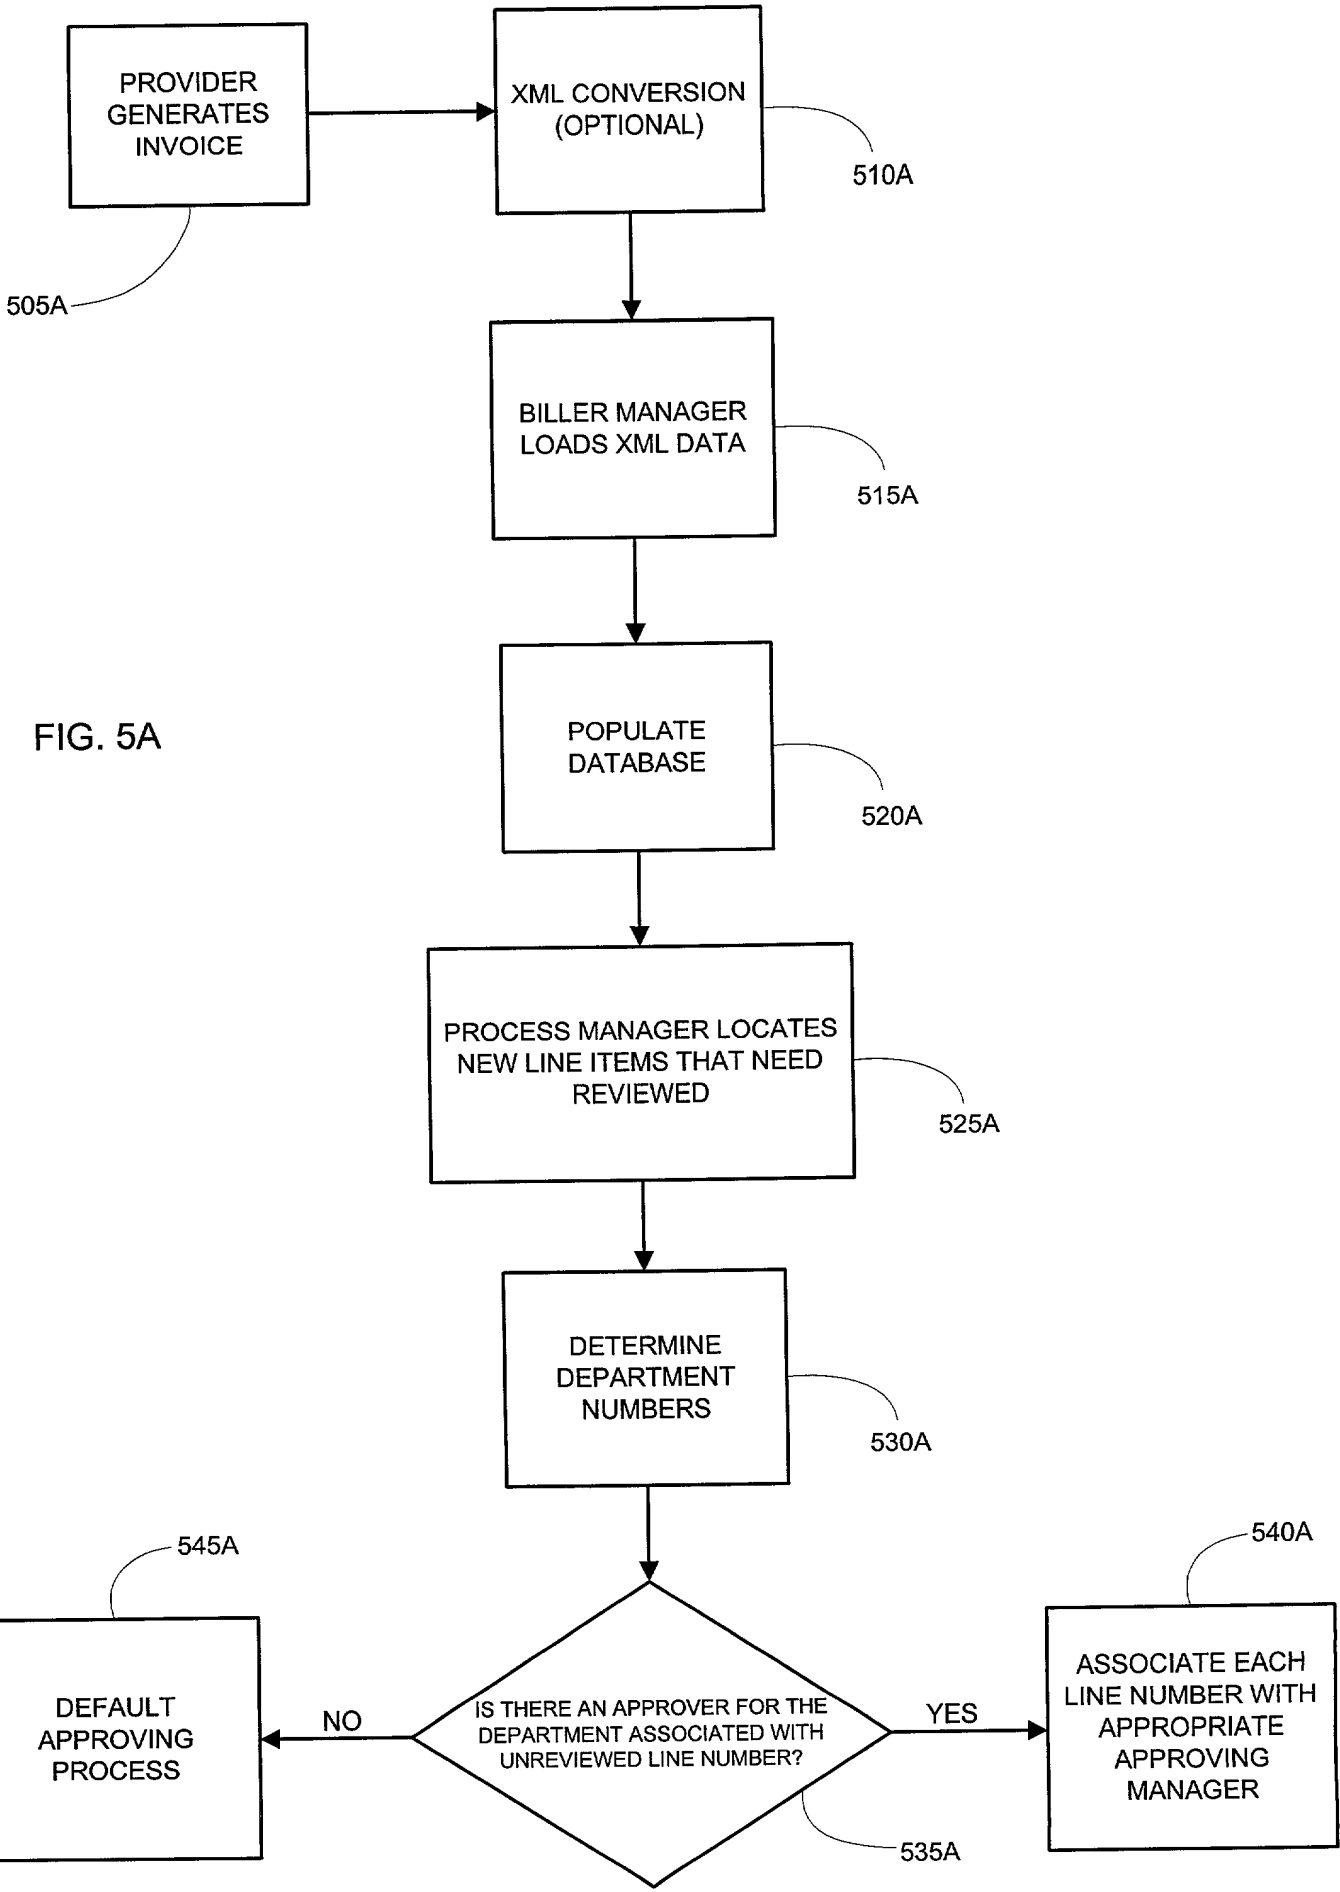 PROVIDER
GENERATES
INVOICE
505A
XML CONVERSION
(OPTIONAL)
510A
BILLER MANAGER
LOADS XML DATA
515A
FIG. 5A
POPULATE
DATABASE
520A
PROCESS MANAGER LOCATES
NEW LINE ITEMS THAT NEED
REVIEWED
525A
DETERMINE
DEPARTMENT
NUMBERS
530A
IS THERE AN APPROVER FOR THE
DEPARTMENT ASSOCIATED WITH
UNREVIEWED LINE NUMBER?
535A
NO
545A
DEFAULT
APPROVING
PROCESS
YES
540A
ASSOCIATE EACH
LINE NUMBER WITH
APPROPRIATE
APPROVING
MANAGER